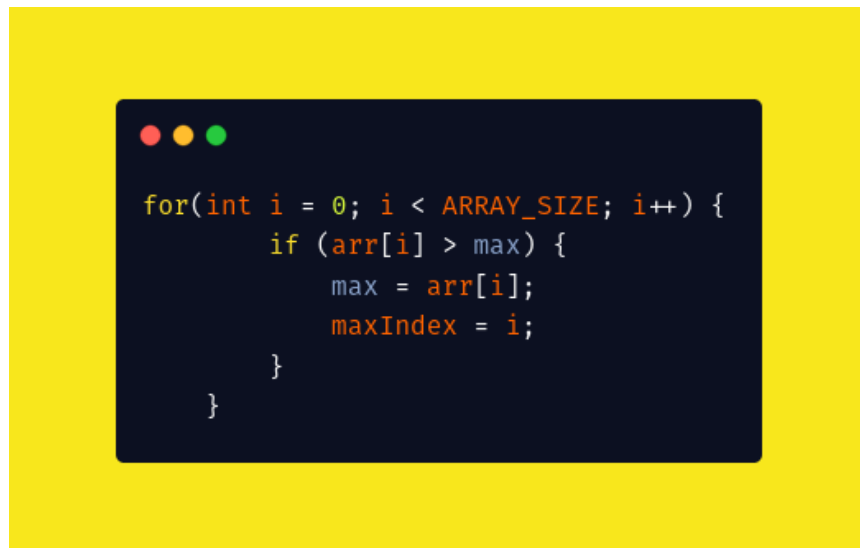 for(int i = 0; i < ARRAY_SIZE; i++) {
        if (arr[i] > max) {
            max = arr[i];
            maxIndex = i;
        }
    }